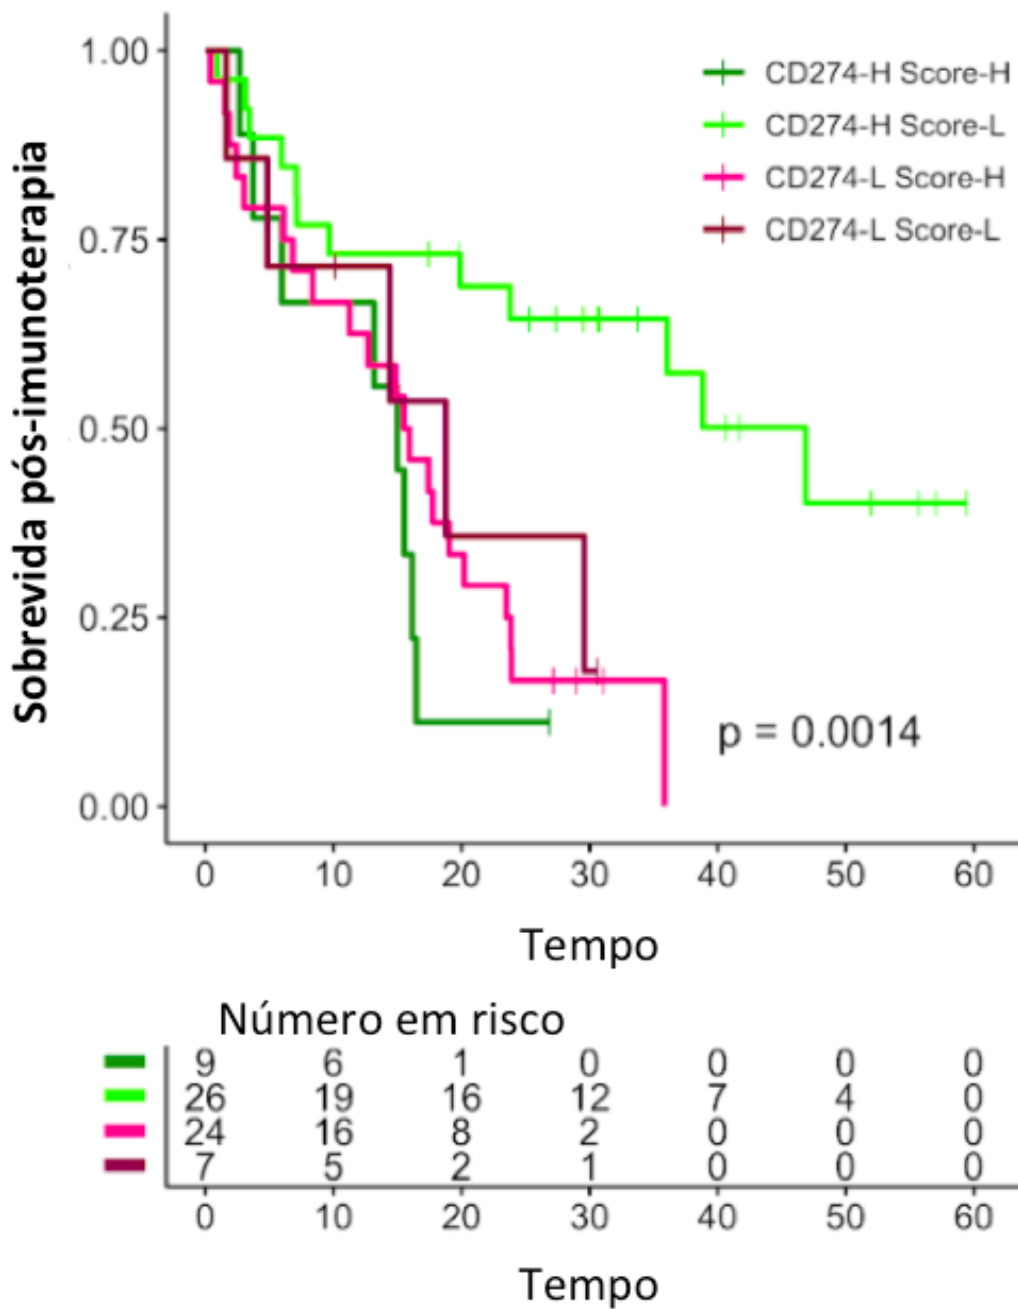 Sobrevida pós-imunoterapia
1.00
0.75
0.50
0.25
0.00
CD274-H Score-H
CD274-H Score-L
CD274-L Score-H
CD274-L Score-L
p = 0.0014
0 10 20 30 40 50 60
Tempo
Número em risco
9 6 1 0 0 0 0
26 19 16 12 7 4 0
24 16 8 2 0 0 0
7 5 2 1 0 0 0
0 10 20 30 40 50 60
Tempo